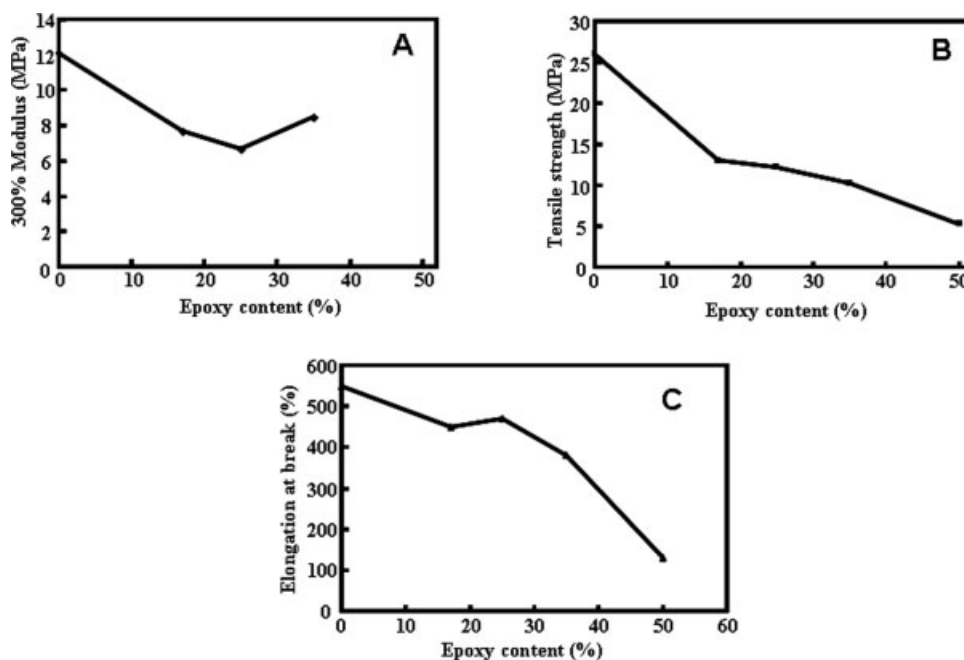 A
300% Modulus (MPa)
14
12
10
8
6
4
2
0
0 10 20 30 40 50
Epoxy content (%)
B
Tensile strength (MPa)
30
25
20
15
10
5
0
0 10 20 30 40 50
Epoxy content (%)
C
Elongation at break (%)
600
500
400
300
200
100
0
0 10 20 30 40 50 60
Epoxy content (%)